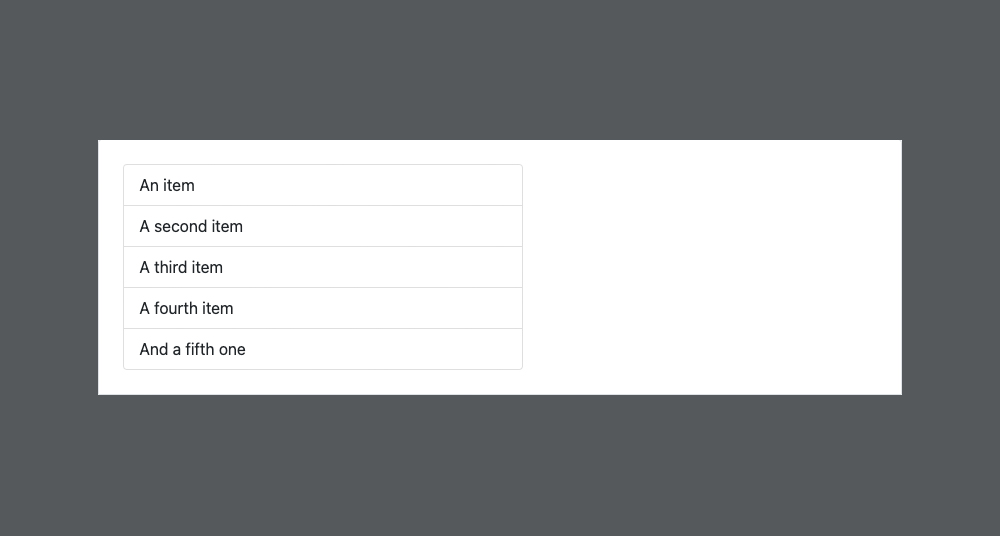 An item
A second item
A third item
A fourth item
And a fifth one